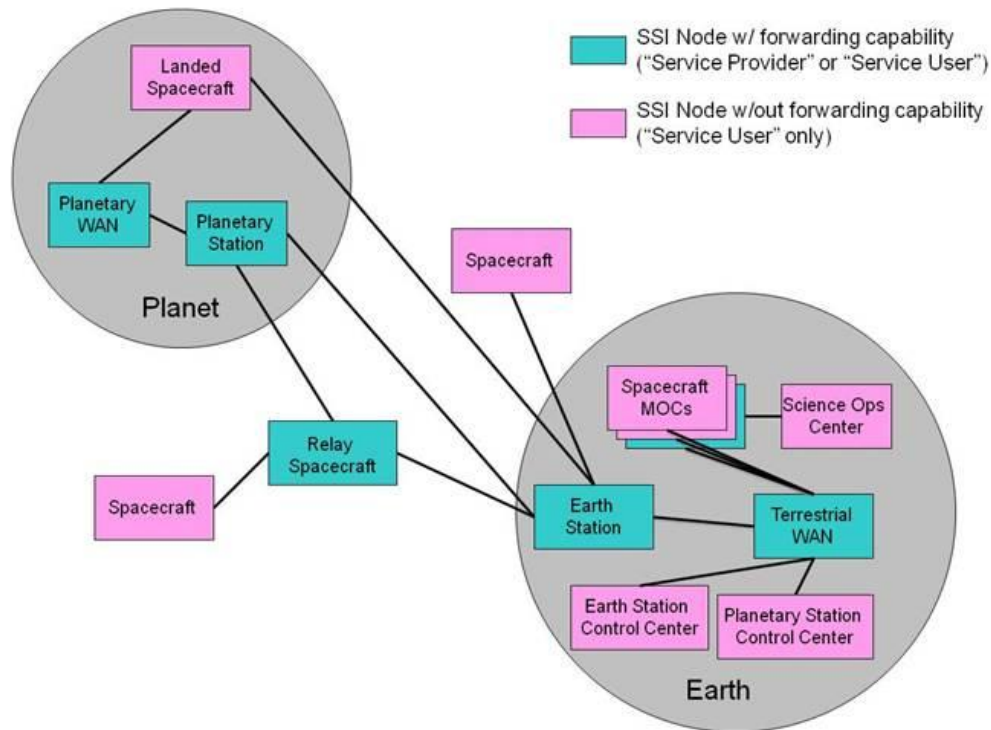 SSI Node w/ forwarding capability
("Service Provider" or "Service User")
SSI Node w/out forwarding capability
("Service User" only)
Landed
Spacecraft
Planetary
WAN
Planetary
Station
Planet
Spacecraft
Relay
Spacecraft
Spacecraft
Spacecraft
MOCs
Science Ops
Center
Earth
Station
Terrestrial
WAN
Earth Station
Control Center
Planetary Station
Control Center
Earth